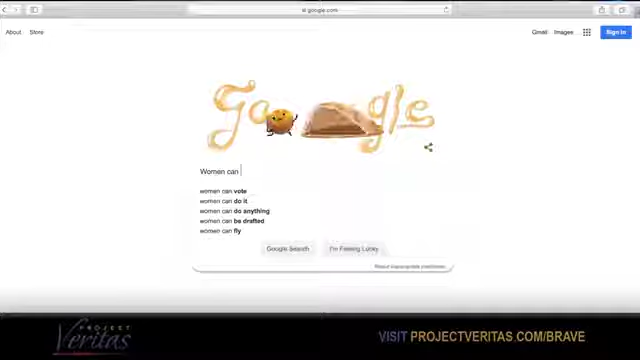 google.com
About Store Gmail Images Sign in
Google
Women can
women can vote
women can do it
women can do anything
women can be drafted
women can fly
Google Search I'm Feeling Lucky
Report inappropriate predictions
PROJECT
Veritas
VISIT PROJECTVERITAS.COM/BRAVE